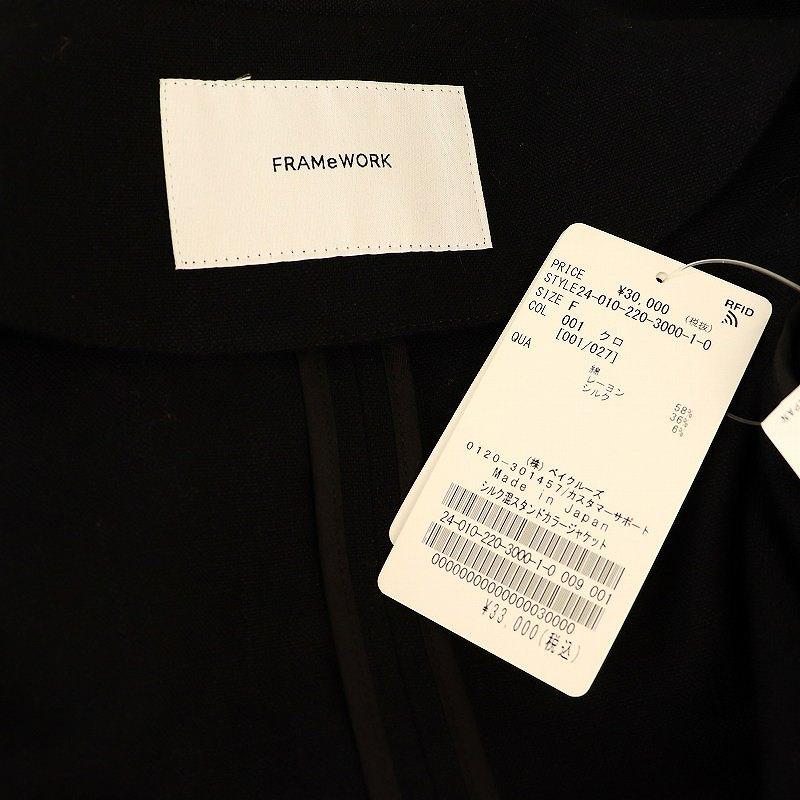 FRAMeWORK
RFID
PRICE ¥30,000 (税抜)
STYLE24-010-220-3000-1-0
SIZE F
COL 001 クロ
[001/027]
QUA
綿 58%
レーヨン 36%
シルク 6%
(株) ベイクルーズ
0120-301457/カスタマーサポート
Made in Japan
シルク混スタンドカラージャケット
24-010-220-3000-1-0 009 001
0000000000000000030000
¥33,000(税込)